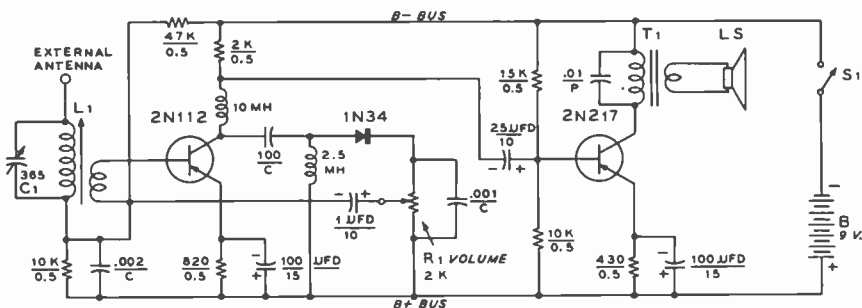 B- BUS
47K
0.5
2K
0.5
EXTERNAL
ANTENNA
L1
365
C1
10 MH
2N112
1N34
100
C
2.5
MH
1 UFD
10
.001
C
R1 VOLUME
2K
10K
0.5
.002
C
820
0.5
100 UFD
15
B+ BUS
15K
0.5
25 UFD
10
10K
0.5
.01
P
T1
LS
2N217
430
0.5
100 UFD
15
S1
B
9 V.